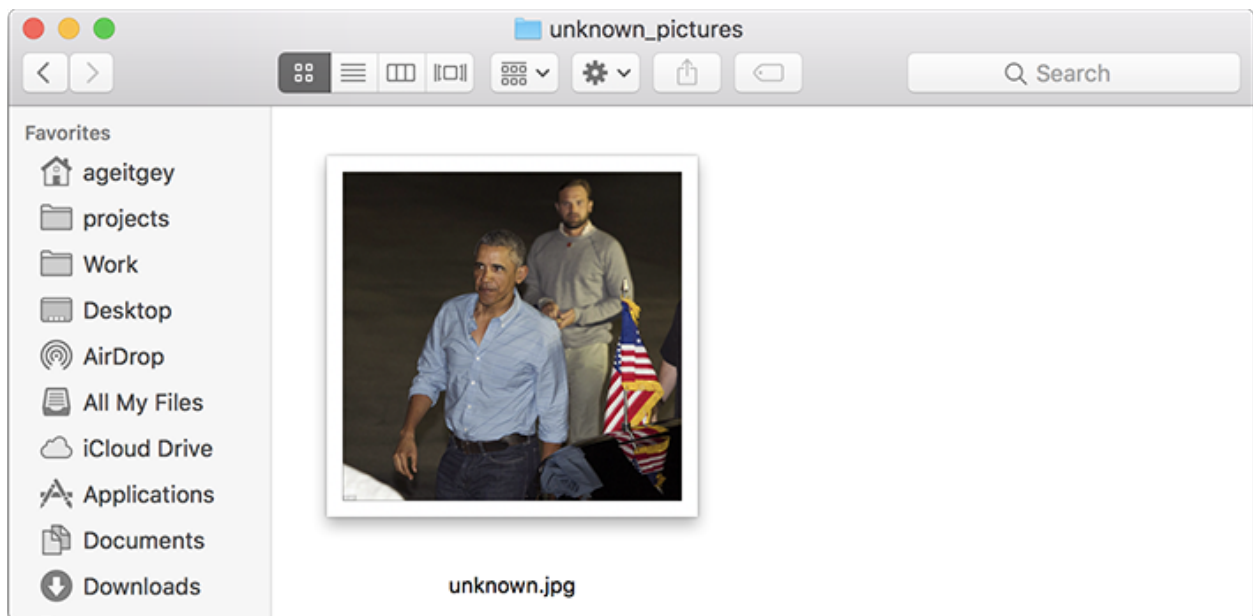 unknown_pictures
Search
Favorites
ageitgey
projects
Work
Desktop
AirDrop
All My Files
iCloud Drive
Applications
Documents
Downloads
unknown.jpg